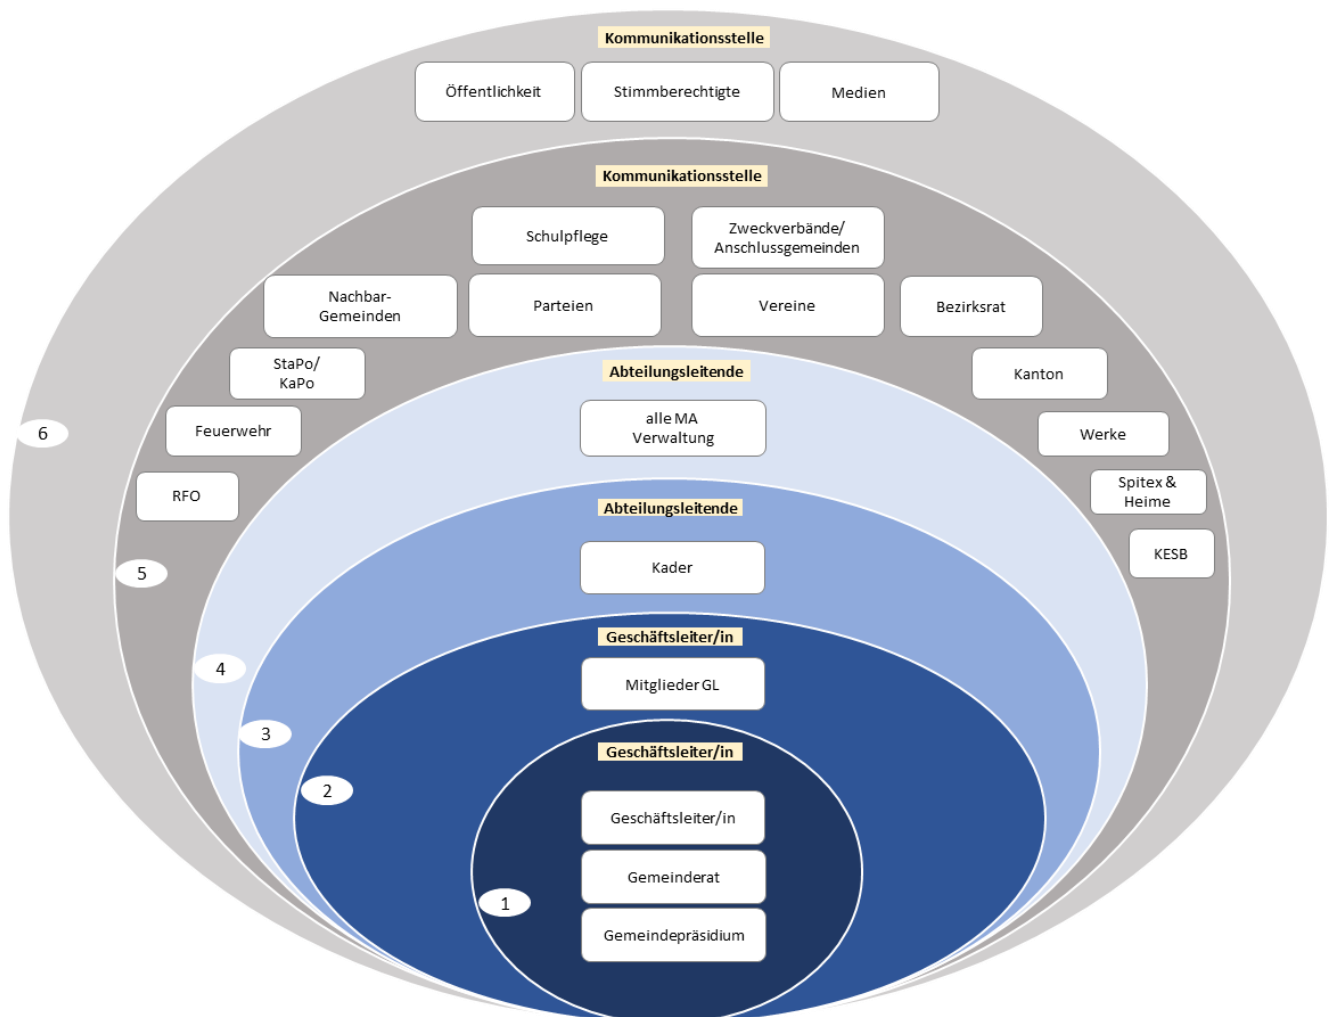 Kommunikationsstelle
Öffentlichkeit
Stimmberechtigte
Medien
Kommunikationsstelle
Schulpflege
Zweckverbände/
Anschlussgemeinden
Nachbar-
Gemeinden
Parteien
Vereine
Bezirksrat
StaPo/
KaPo
Abteilungsleitende
Kanton
alle MA
Verwaltung
Feuerwehr
Werke
6
RFO
Spitex &
Heime
Abteilungsleitende
KESB
Kader
5
Geschäftsleiter/in
4
Mitglieder GL
3
Geschäftsleiter/in
2
Geschäftsleiter/in
Gemeinderat
1
Gemeindepräsidium